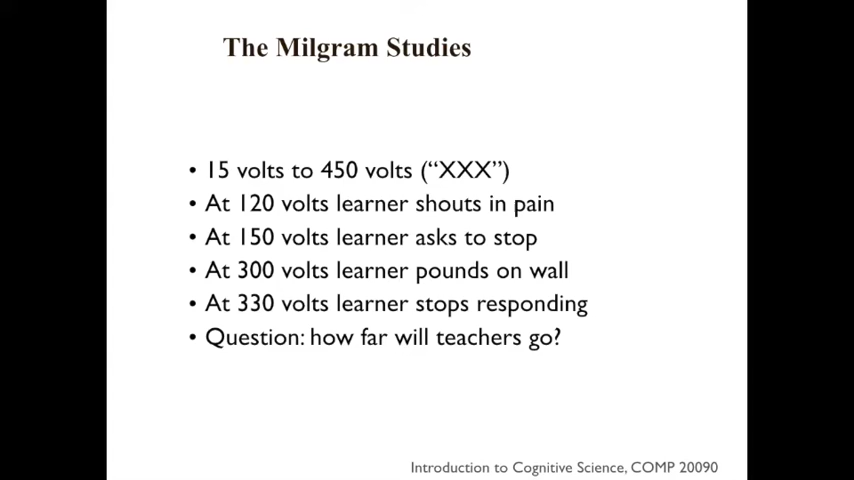 The Milgram Studies
• 15 volts to 450 volts (“XXX”)
• At 120 volts learner shouts in pain
• At 150 volts learner asks to stop
• At 300 volts learner pounds on wall
• At 330 volts learner stops responding
• Question: how far will teachers go?
Introduction to Cognitive Science, COMP 20090